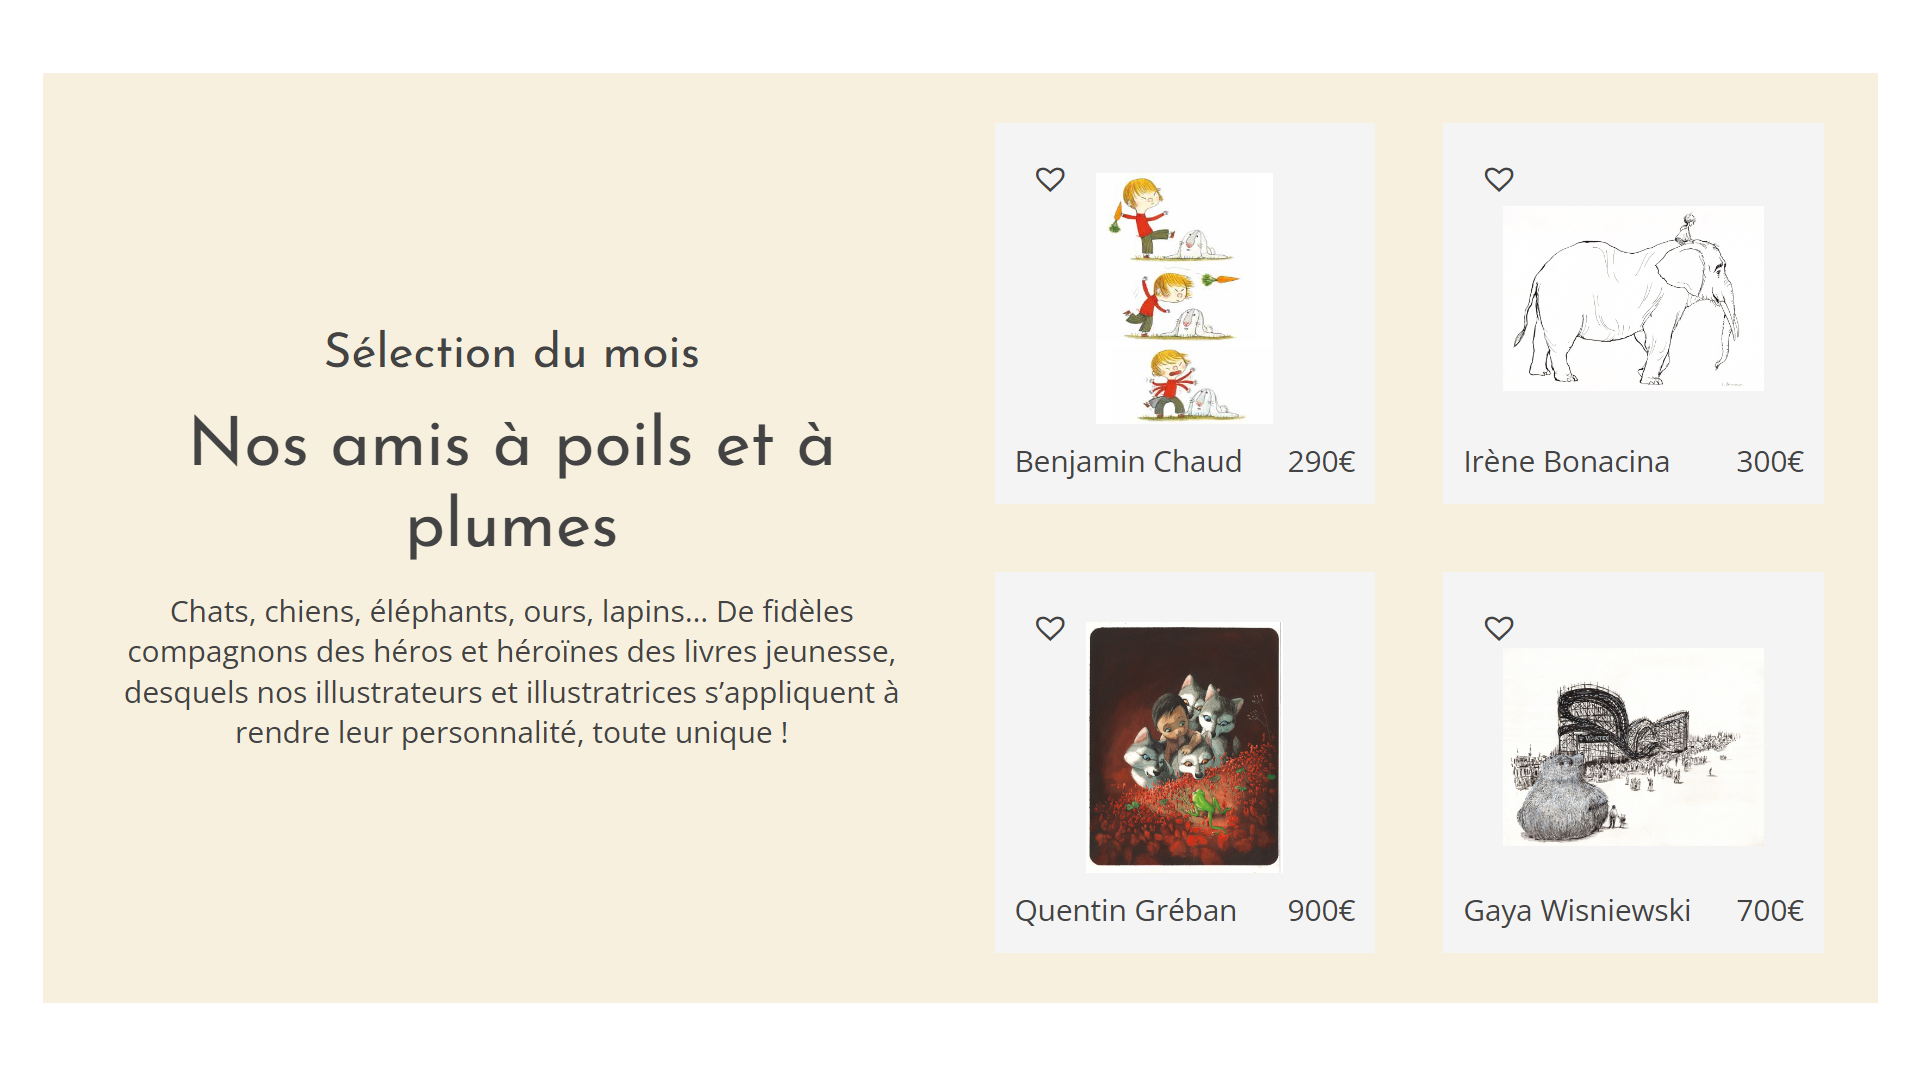 Sélection du mois
Nos amis à poils et à
plumes
Chats, chiens, éléphants, ours, lapins... De fidèles
compagnons des héros et héroïnes des livres jeunesse,
desquels nos illustrateurs et illustratrices s’appliquent à
rendre leur personnalité, toute unique !
Benjamin Chaud 290€
Irène Bonacina 300€
Quentin Gréban 900€
Gaya Wisniewski 700€